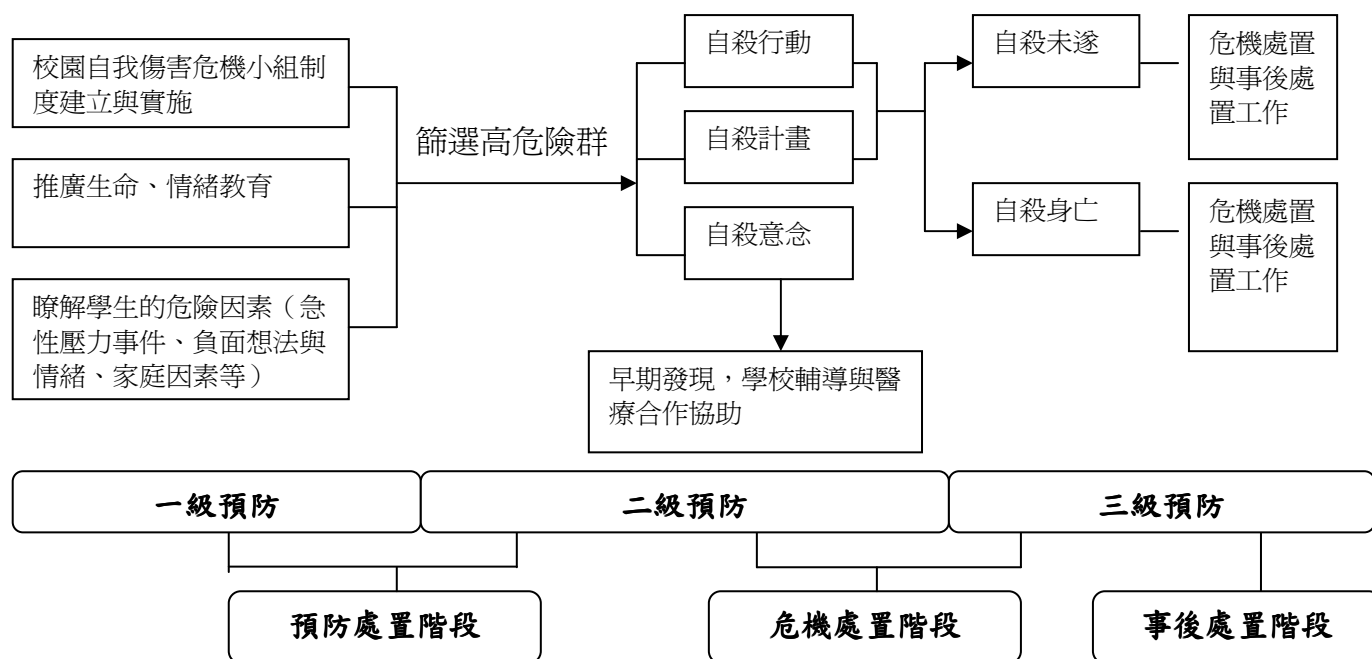 校園自我傷害危機小組制
度建立與實施
推廣生命、情緒教育
瞭解學生的危險因素（急
性壓力事件、負面想法與
情緒、家庭因素等）
篩選高危險群
自殺行動
自殺計畫
自殺意念
早期發現，學校輔導與醫
療合作協助
自殺未遂
自殺身亡
危機處置
與事後處
置工作
危機處置
與事後處
置工作
一級預防
二級預防
三級預防
預防處置階段
危機處置階段
事後處置階段